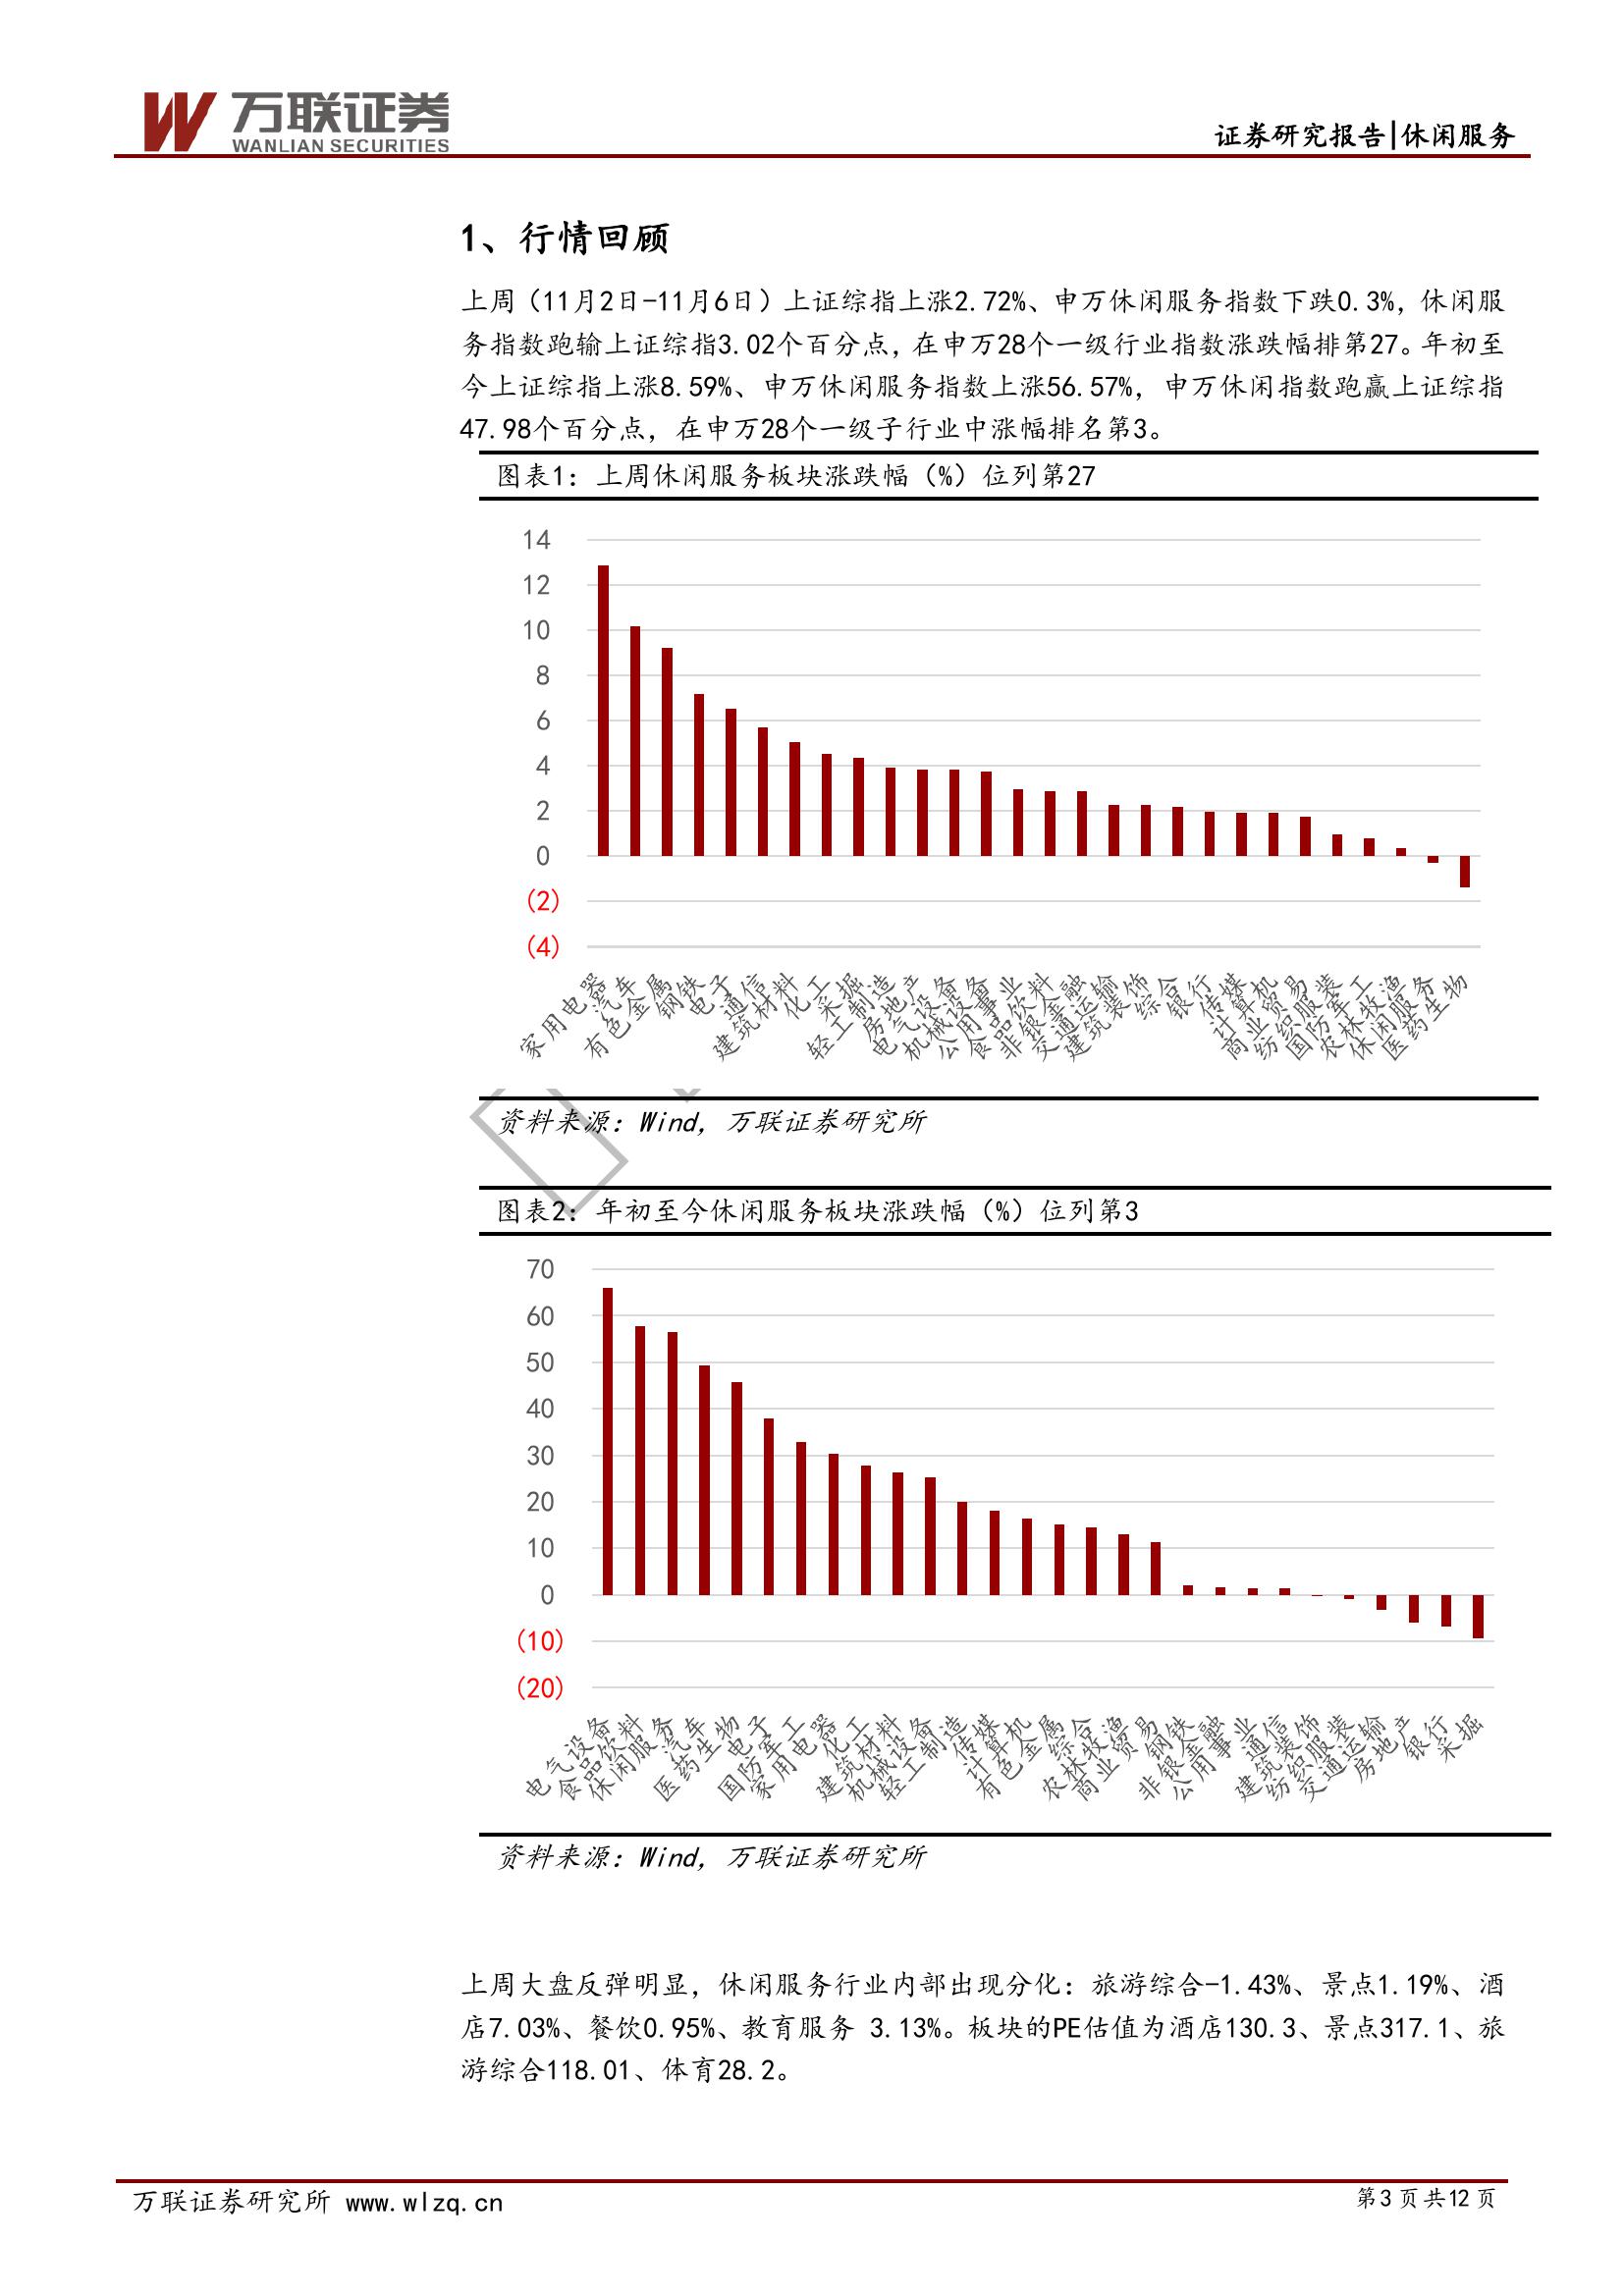 万联证券
WANLIAN SECURITIES
证券研究报告|休闲服务
1、行情回顾
上周（11月2日-11月6日）上证综指上涨2.72%、申万休闲服务指数下跌0.3%，休闲服
务指数跑输上证综指3.02个百分点，在申万28个一级行业指数涨跌幅排第27。年初至
今上证综指上涨8.59%、申万休闲服务指数上涨56.57%，申万休闲指数跑赢上证综指
47.98个百分点，在申万28个一级子行业中涨幅排名第3。
图表1：上周休闲服务板块涨跌幅（%）位列第27
14
12
10
8
6
4
2
0
(2)
(4)
家用电器
汽车
有色金属
钢铁
电子
通信
建筑材料
化工
采掘
轻工制造
房地产
电气设备
机械设备
公用事业
食品饮料
非银金融
交通运输
建筑装饰
综合
银行
传媒
计算机
商业贸易
纺织服装
国防军工
农林牧渔
休闲服务
医药生物
资料来源：Wind，万联证券研究所
图表2：年初至今休闲服务板块涨跌幅（%）位列第3
70
60
50
40
30
20
10
0
(10)
(20)
电气设备
食品饮料
休闲服务
汽车
医药生物
电子
国防军工
家用电器
化工
建筑材料
机械设备
轻工制造
传媒
计算机
有色金属
综合
农林牧渔
商业贸易
钢铁
非银金融
公用事业
通信
建筑装饰
纺织服装
交通运输
房地产
银行
采掘
资料来源：Wind，万联证券研究所
上周大盘反弹明显，休闲服务行业内部出现分化：旅游综合-1.43%、景点1.19%、酒
店7.03%、餐饮0.95%、教育服务 3.13%。板块的PE估值为酒店130.3、景点317.1、旅
游综合118.01、体育28.2。
万联证券研究所 www.wlzq.cn
第3页共12页